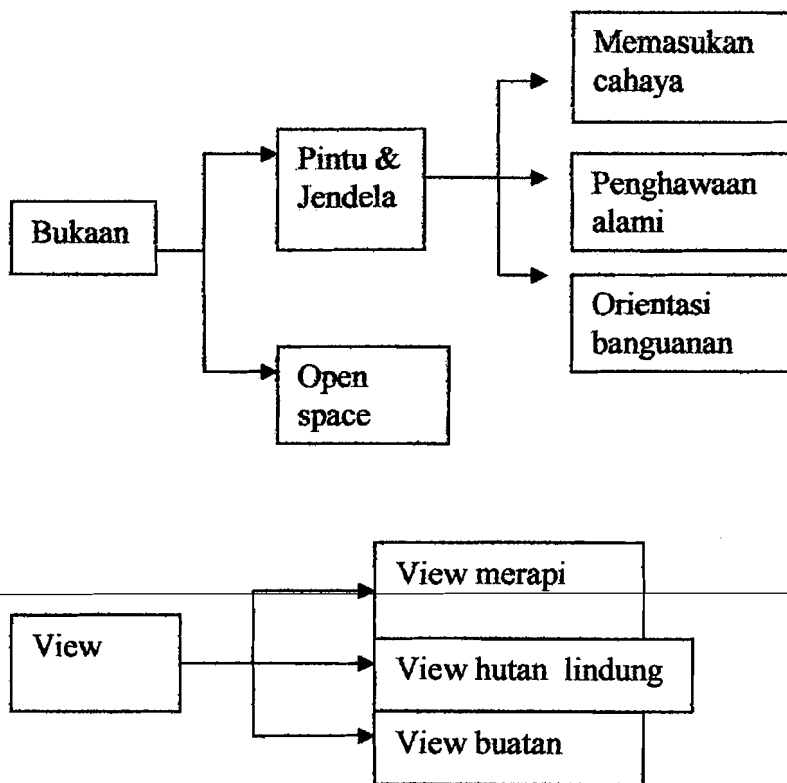 Bukaan
Pintu &
Jendela
Open
space
Memasukan
cahaya
Penghawaan
alami
Orientasi
banguanan
View
View merapi
View hutan lindung
View buatan